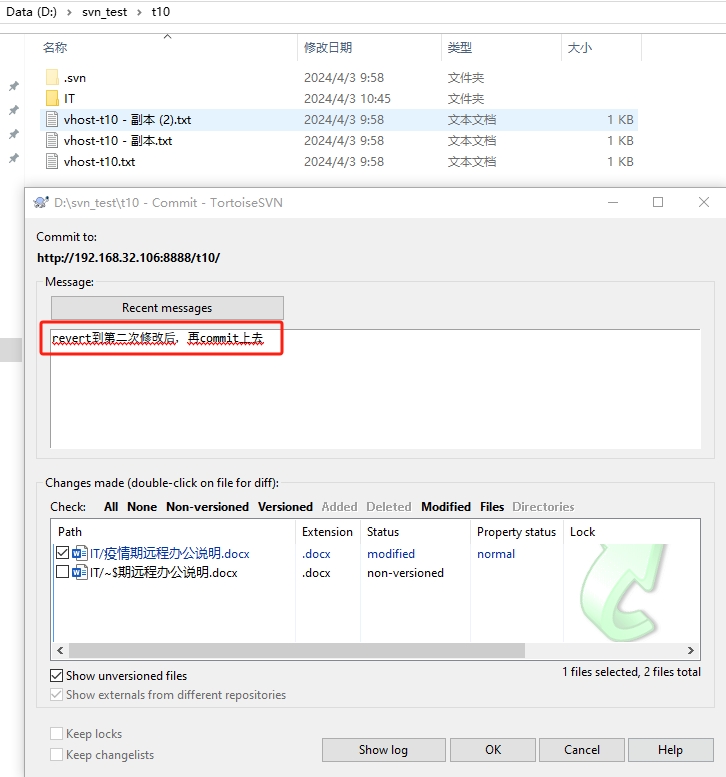 Data (D:) › svn_test › t10
名称 修改日期 类型 大小
.svn 2024/4/3 9:58 文件夹
IT 2024/4/3 10:45 文件夹
vhost-t10 - 副本 (2).txt 2024/4/3 9:58 文本文档 1 KB
vhost-t10 - 副本.txt 2024/4/3 9:58 文本文档 1 KB
vhost-t10.txt 2024/4/3 9:58 文本文档 1 KB
D:\svn_test\t10 - Commit - TortoiseSVN
Commit to:
http://192.168.32.106:8888/t10/
Message:
Recent messages
revert到第二次修改后，再commit上去
Changes made (double-click on file for diff):
Check: All None Non-versioned Versioned Added Deleted Modified Files Directories
Path Extension Status Property status Lock
IT/疫情期远程办公说明.docx .docx modified normal
IT/~$期远程办公说明.docx .docx non-versioned
Show unversioned files 1 files selected, 2 files total
Show externals from different repositories
Keep locks
Keep changelists
Show log OK Cancel Help